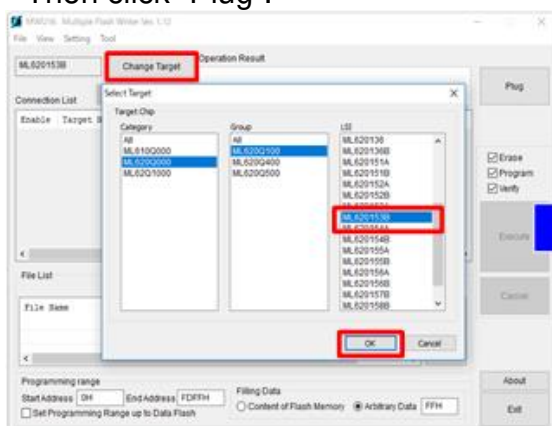 Then click "Plug".
MWU16 Multiple Flash Writer Ver. 1.12
File View Setting Tool
ML620153B
Change Target
Operation Result
Plug
Connection List
Enable Target
Select Target
Target Chip
Category
Group
LSI
All
ML610Q000
ML620Q000
ML62Q1000
All
ML620Q100
ML620Q400
ML620Q500
ML620136
ML620136B
ML620151A
ML620151B
ML620152A
ML620152B
ML620153B
ML620154B
ML620155A
ML620155B
ML620156A
ML620156B
ML620157B
ML620158B
OK
Cancel
Erase
Program
Verify
Execute
Cancel
File List
File Name
Programming range
Start Address 0H End Address FDFFH
Set Programming Range up to Data Flash
Filling Data
Content of Flash Memory Arbitrary Data FFH
About
Exit